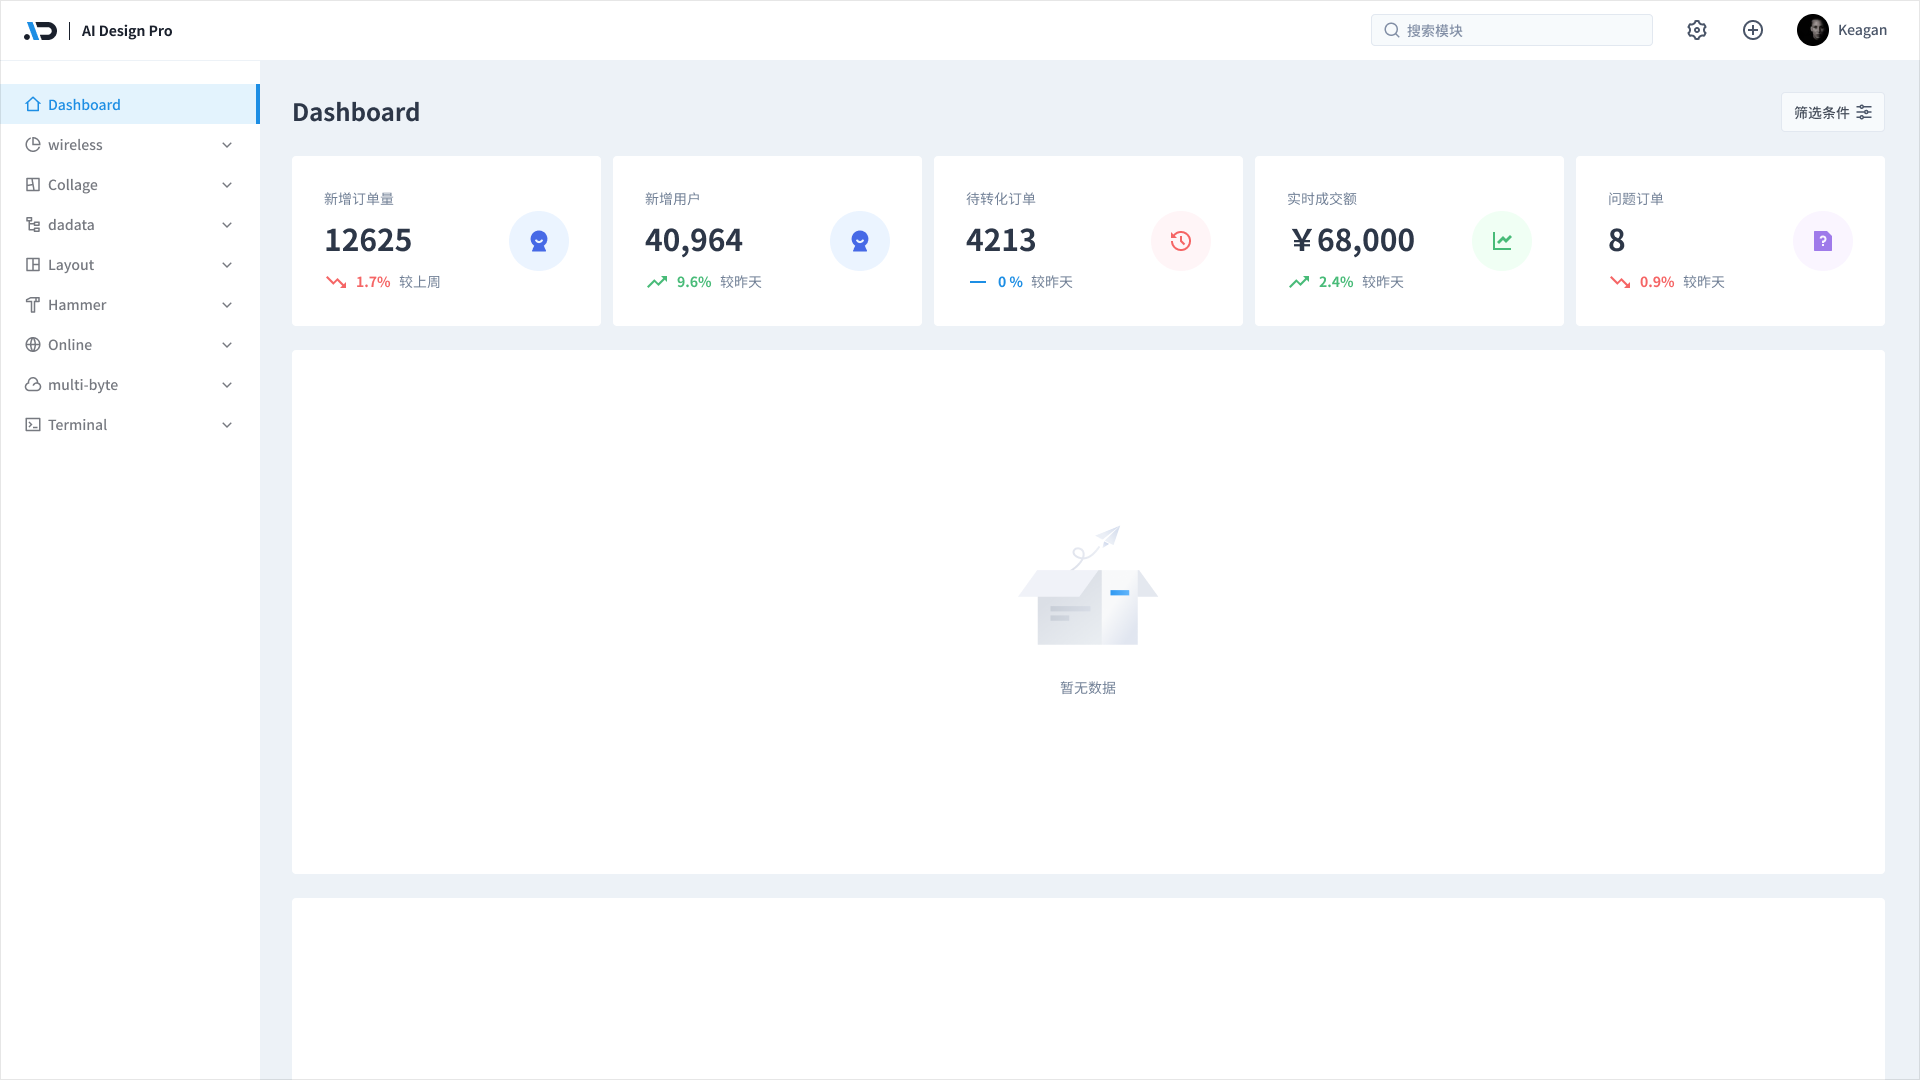 AI Design Pro
搜索模块
Keagan
Dashboard
wireless
Collage
dadata
Layout
Hammer
Online
multi-byte
Terminal
Dashboard
筛选条件
新增订单量
12625
1.7% 较上周
新增用户
40,964
9.6% 较昨天
待转化订单
4213
0 % 较昨天
实时成交额
￥68,000
2.4% 较昨天
问题订单
8
0.9% 较昨天
暂无数据